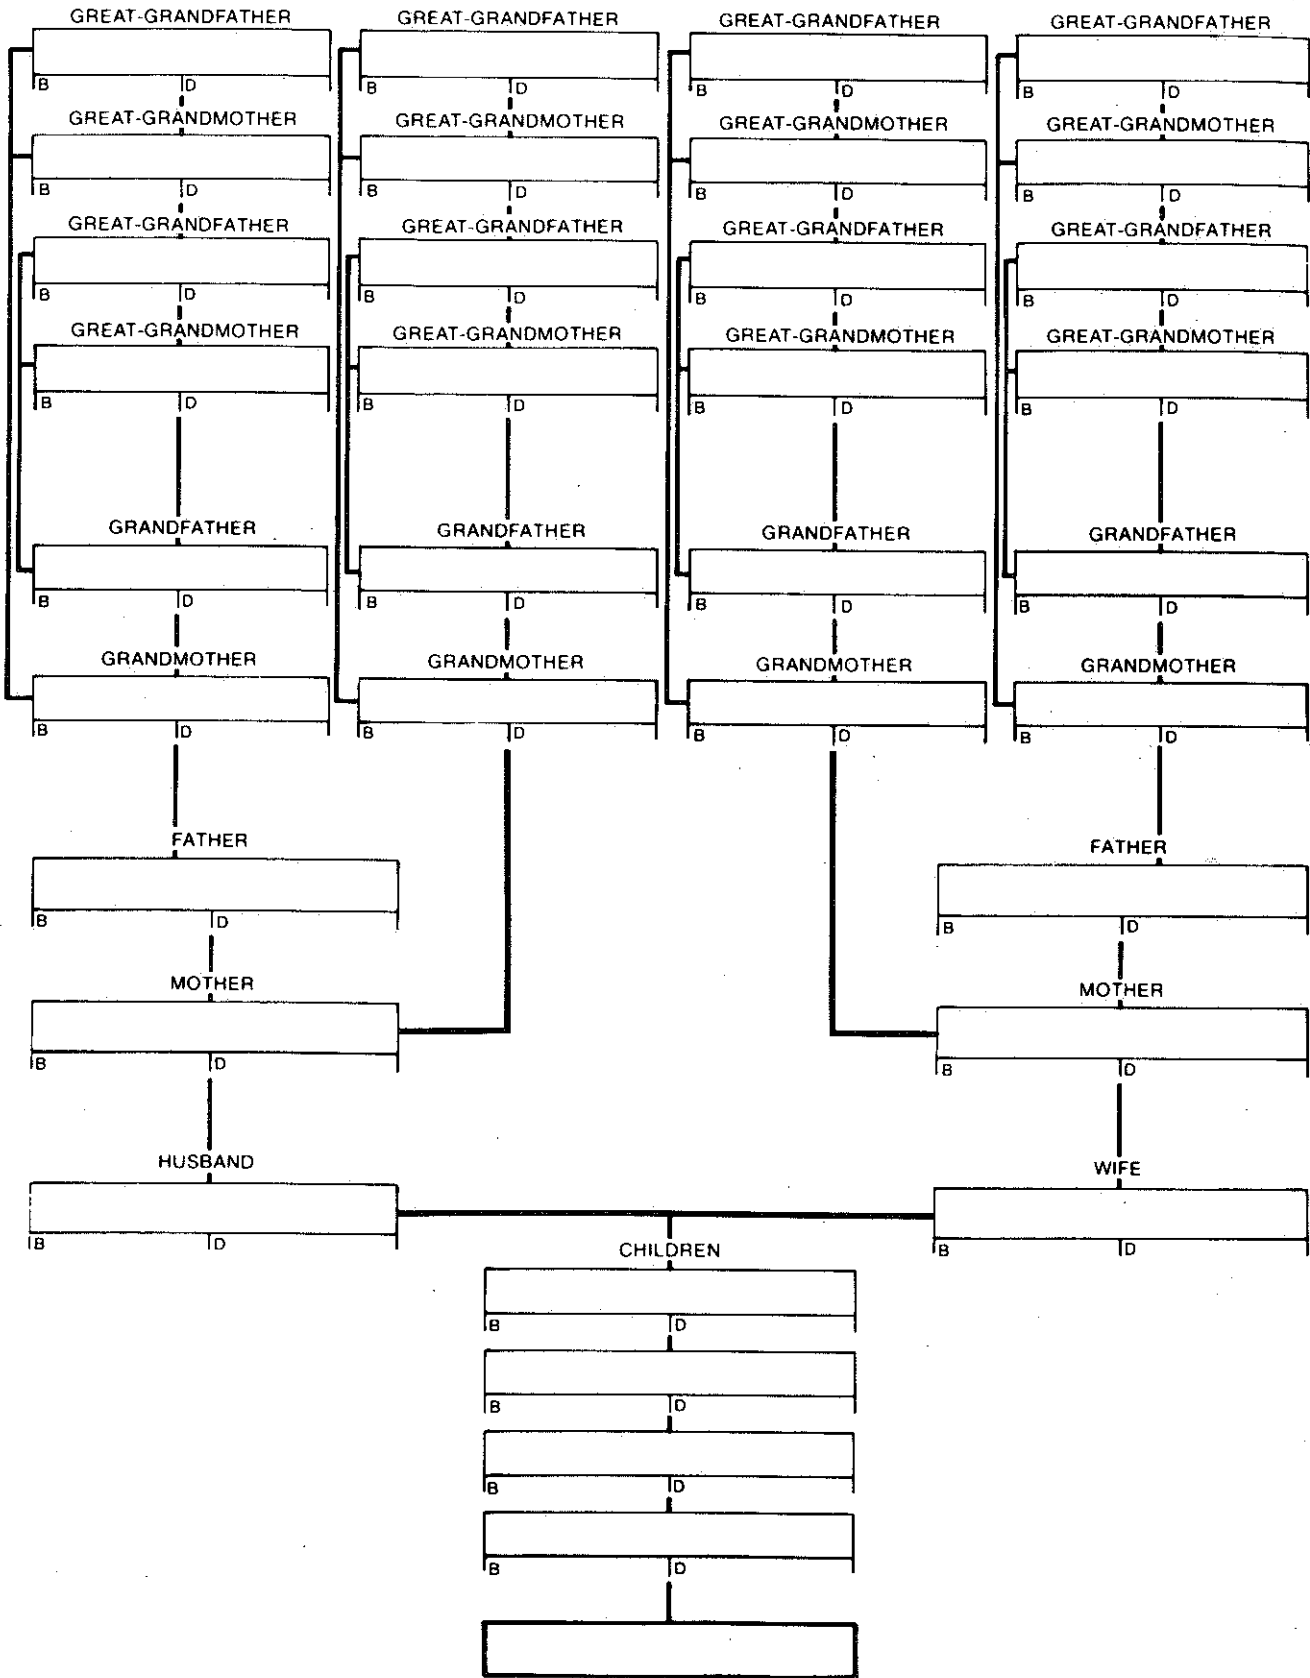 GREAT-GRANDFATHER GREAT-GRANDFATHER GREAT-GRANDFATHER GREAT-GRANDFATHER
B D B D B D B D
GREAT-GRANDMOTHER GREAT-GRANDMOTHER GREAT-GRANDMOTHER GREAT-GRANDMOTHER
B D B D B D B D
GREAT-GRANDFATHER GREAT-GRANDFATHER GREAT-GRANDFATHER GREAT-GRANDFATHER
B D B D B D B D
GREAT-GRANDMOTHER GREAT-GRANDMOTHER GREAT-GRANDMOTHER GREAT-GRANDMOTHER
B D B D B D B D
GRANDFATHER GRANDFATHER GRANDFATHER GRANDFATHER
B D B D B D B D
GRANDMOTHER GRANDMOTHER GRANDMOTHER GRANDMOTHER
B D B D B D B D
FATHER FATHER
B D B D
MOTHER MOTHER
B D B D
HUSBAND WIFE
B D B D
CHILDREN
B D
B D
B D
B D